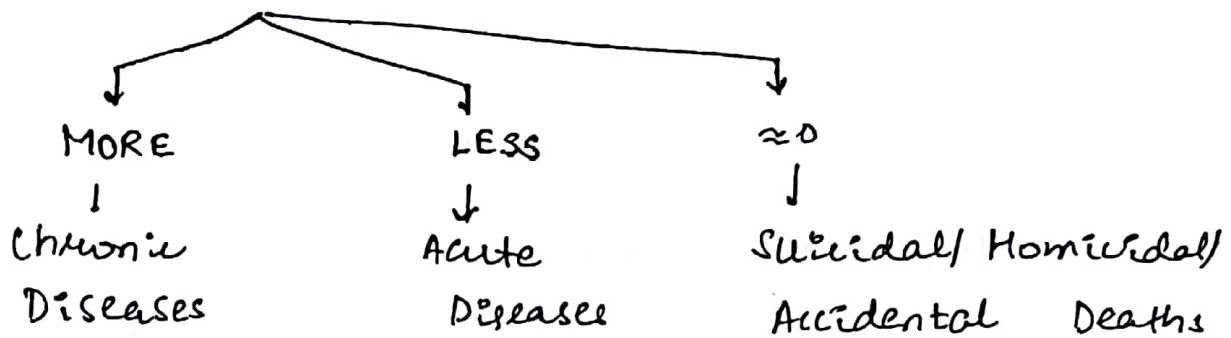 MORE LESS ≈0
Chronic Acute Suicidal/ Homicidal/
Diseases Diseases Accidental Deaths